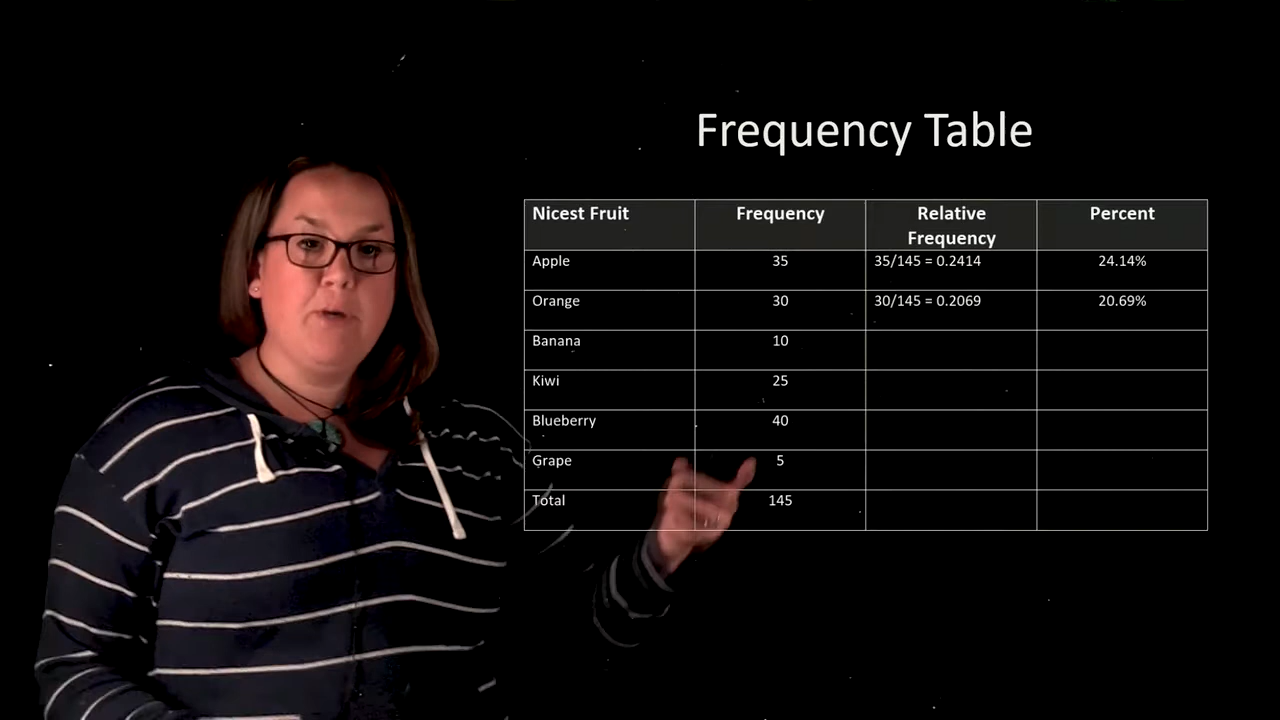 Frequency Table
Nicest Fruit Frequency Relative Frequency Percent
Apple 35 35/145 = 0.2414 24.14%
Orange 30 30/145 = 0.2069 20.69%
Banana 10
Kiwi 25
Blueberry 40
Grape 5
Total 145